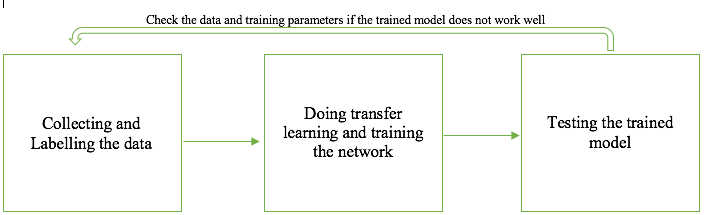 Check the data and training parameters if the trained model does not work well
Collecting and
Labelling the data
Doing transfer
learning and training
the network
Testing the trained
model